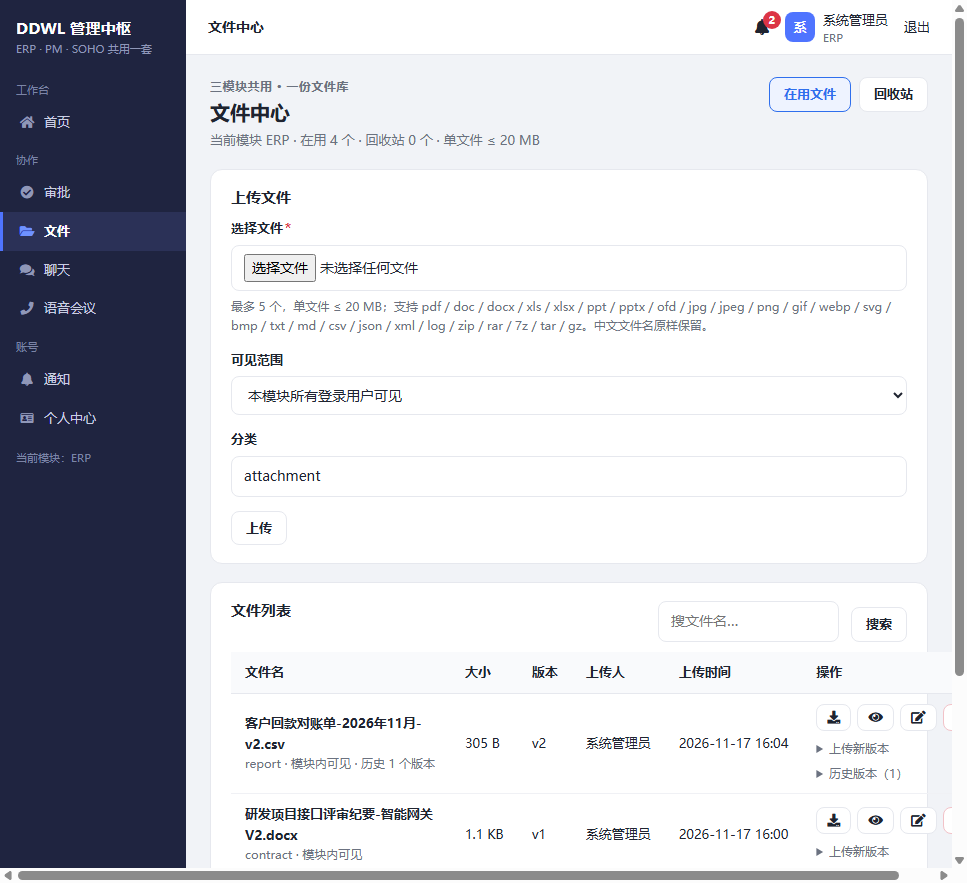 DDWL 管理中枢
ERP · PM · SOHO 共用一套
工作台
首页
协作
审批
文件
聊天
语音会议
账号
通知
个人中心
当前模块：ERP
文件中心
2
系
系统管理员
ERP
退出
三模块共用 • 一份文件库
文件中心
当前模块 ERP · 在用 4 个 · 回收站 0 个 · 单文件 ≤ 20 MB
在用文件
回收站
上传文件
选择文件*
选择文件 未选择任何文件
最多 5 个，单文件 ≤ 20 MB；支持 pdf / doc / docx / xls / xlsx / ppt / pptx / ofd / jpg / jpeg / png / gif / webp / svg /
bmp / txt / md / csv / json / xml / log / zip / rar / 7z / tar / gz。中文文件名原样保留。
可见范围
本模块所有登录用户可见
分类
attachment
上传
文件列表
搜文件名...
搜索
文件名 大小 版本 上传人 上传时间 操作
客户回款对账单-2026年11月-
v2.csv
report · 模块内可见 · 历史 1 个版本
305 B v2 系统管理员 2026-11-17 16:04
上传新版本
历史版本（1）
研发项目接口评审纪要-智能网关
V2.docx
contract · 模块内可见
1.1 KB v1 系统管理员 2026-11-17 16:00
上传新版本